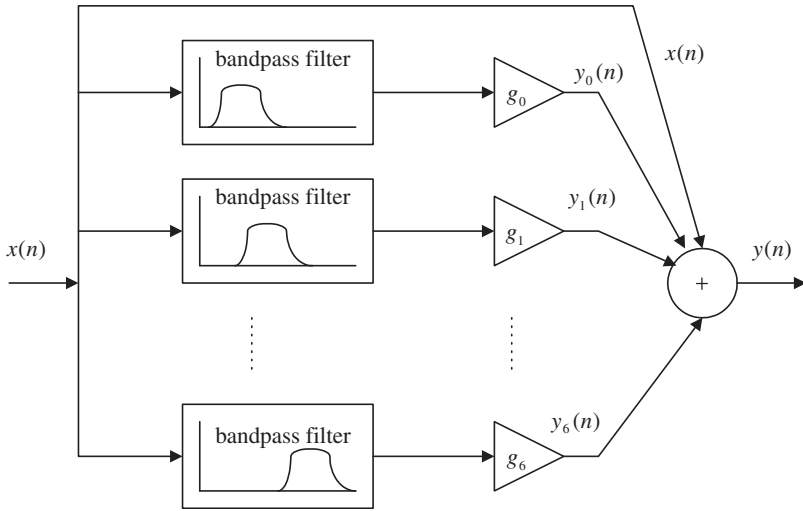 x(n)
bandpass filter
g₀
y₀(n)
x(n)
bandpass filter
g₁
y₁(n)
+
y(n)
bandpass filter
g₆
y₆(n)